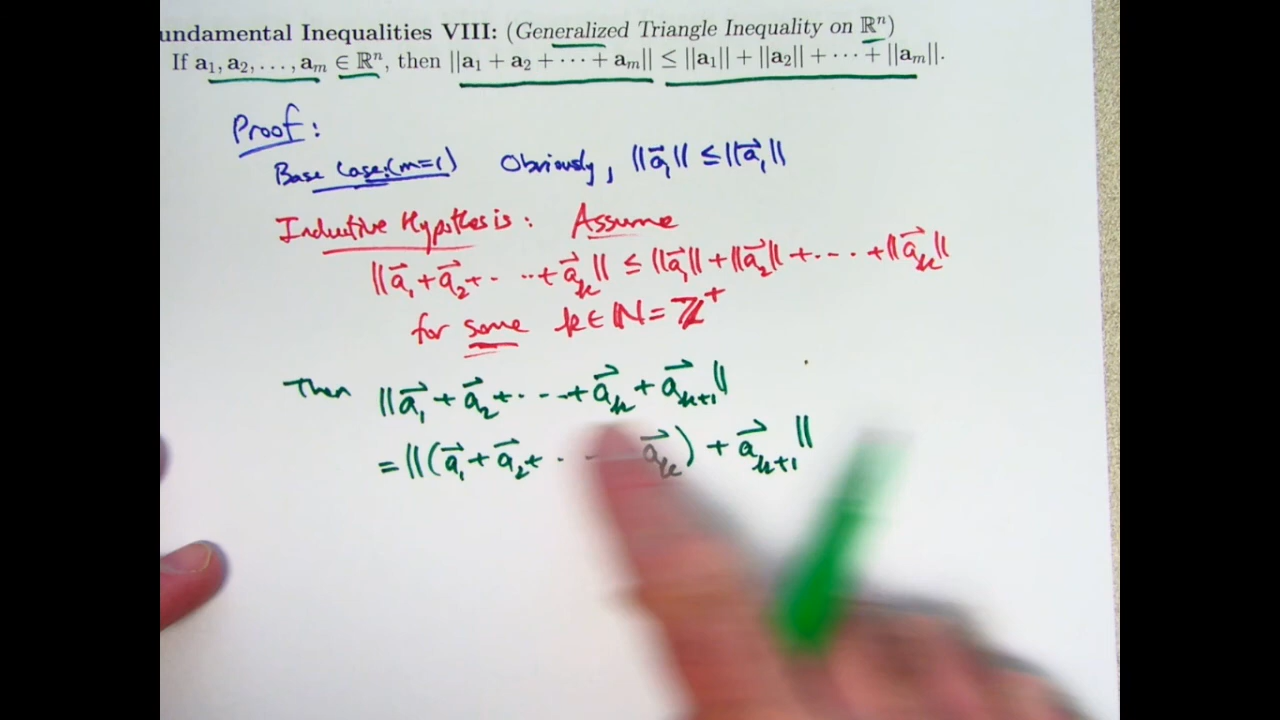 undamental Inequalities VIII: (Generalized Triangle Inequality on ℝⁿ)
If a₁, a₂, …, aₘ ∈ ℝⁿ, then ||a₁ + a₂ + ⋯ + aₘ|| ≤ ||a₁|| + ||a₂|| + ⋯ + ||aₘ||.
Proof:
Base Case: (m=1) Obviously, ||a⃗₁|| ≤ ||a⃗₁||
Inductive Hypothesis: Assume
||a⃗₁ + a⃗₂ + ⋯ + a⃗ₖ|| ≤ ||a⃗₁|| + ||a⃗₂|| + ⋯ + ||a⃗ₖ||
for some k ∈ ℕ = ℤ⁺
Then ||a⃗₁ + a⃗₂ + ⋯ + a⃗ₖ + a⃗ₖ₊₁||
= ||(a⃗₁ + a⃗₂ + ⋯ a⃗ₖ) + a⃗ₖ₊₁||